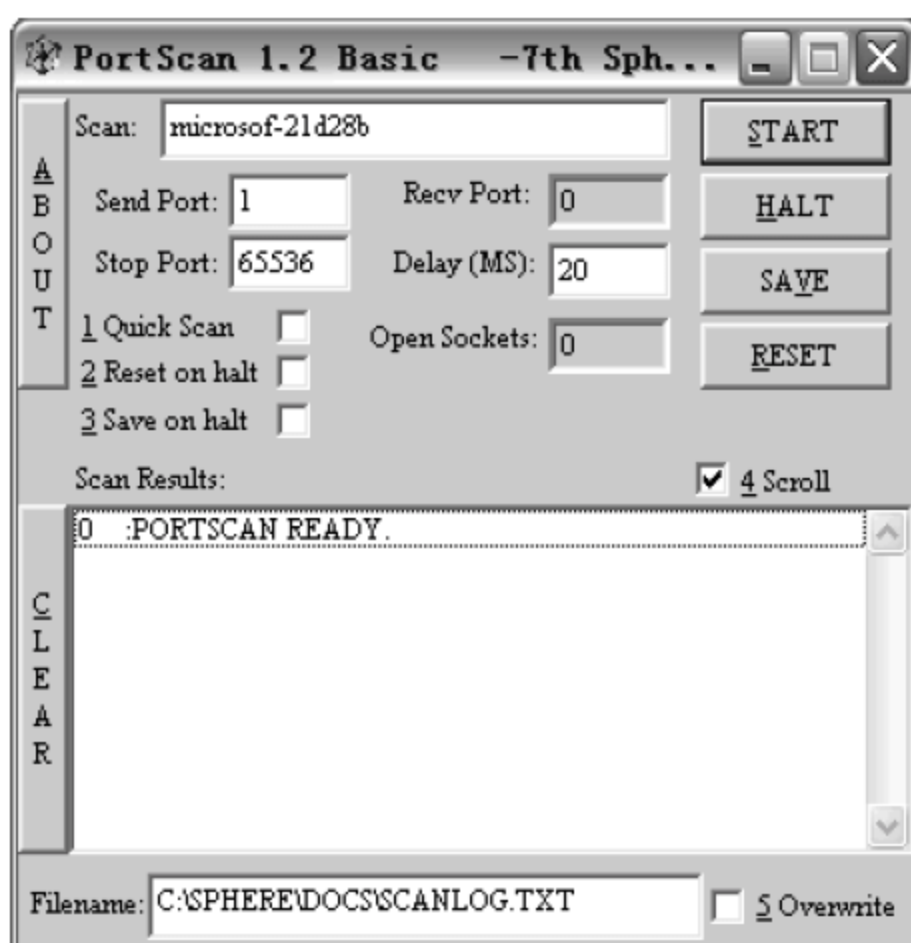 PortScan 1.2 Basic -7th Sph...
ABOUT
Scan: microsof-21d28b
START
Send Port: 1
Recv Port: 0
HALT
Stop Port: 65536
Delay (MS): 20
SAVE
1 Quick Scan
Open Sockets: 0
RESET
2 Reset on halt
3 Save on halt
Scan Results:
4 Scroll
0 :PORTSCAN READY.
CLEAR
Filename: C:\SPHERE\DOCS\SCANLOG.TXT
5 Overwrite